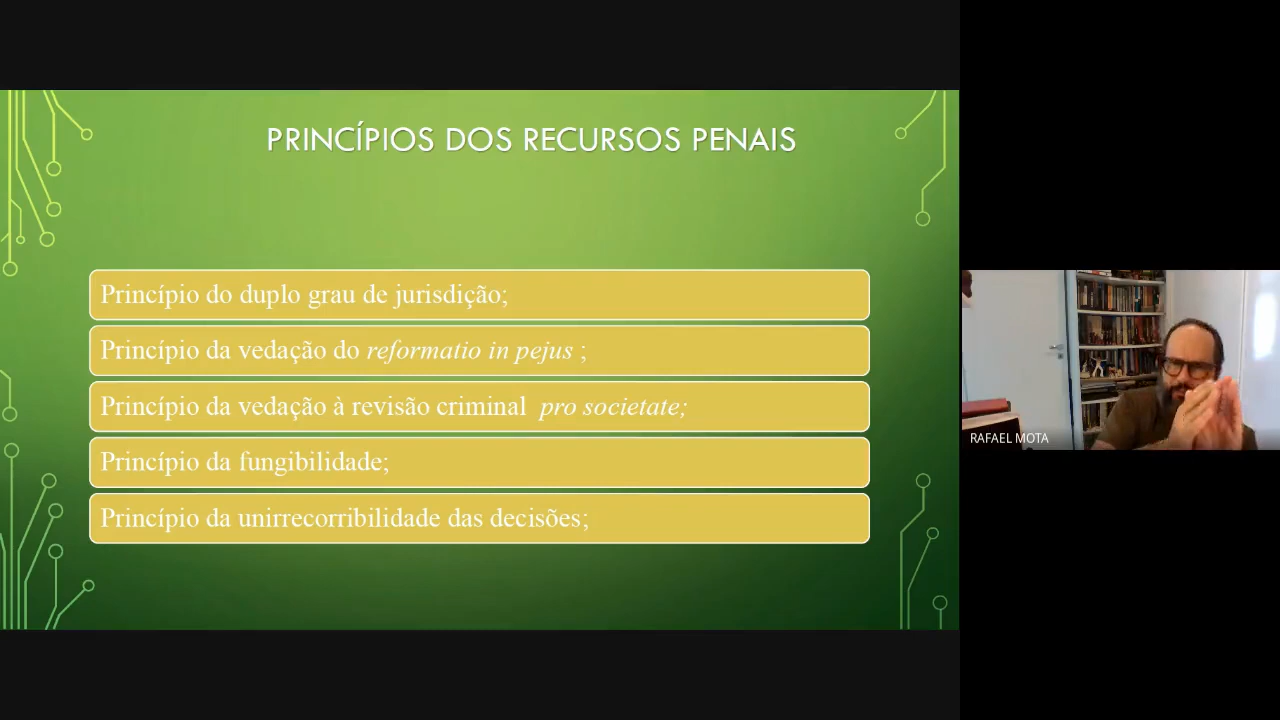 PRINCÍPIOS DOS RECURSOS PENAIS
Princípio do duplo grau de jurisdição;
Princípio da vedação do reformatio in pejus ;
Princípio da vedação à revisão criminal pro societate;
Princípio da fungibilidade;
Princípio da unirrecorribilidade das decisões;
RAFAEL MOTA